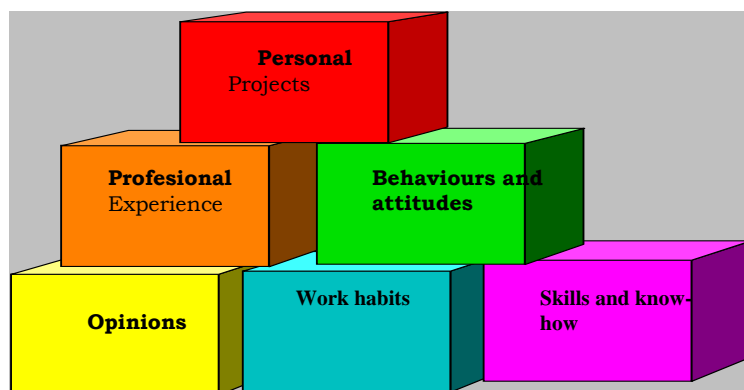 Personal
Projects
Profesional
Experience
Behaviours and
attitudes
Opinions
Work habits
Skills and know-
how